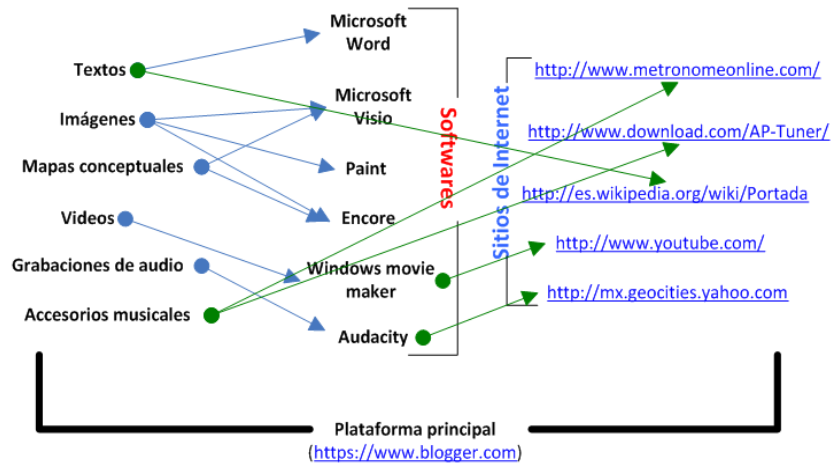 Textos
Imágenes
Mapas conceptuales
Videos
Grabaciones de audio
Accesorios musicales
Microsoft
Word
Microsoft
Visio
Paint
Encore
Windows movie
maker
Audacity
Softwares
Sitios de Internet
http://www.metronomeonline.com/
http://www.download.com/AP-Tuner/
http://es.wikipedia.org/wiki/Portada
http://www.youtube.com/
http://mx.geocities.yahoo.com
Plataforma principal
(https://www.blogger.com)